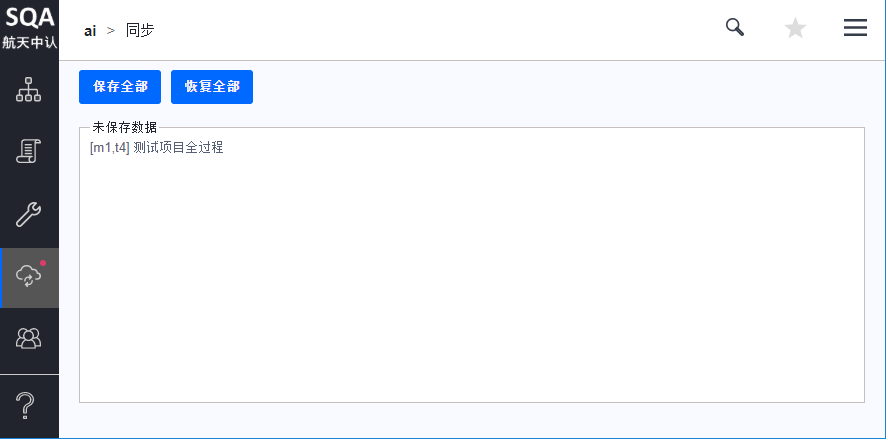 SQA
航天中认
ai > 同步
保存全部 恢复全部
未保存数据
[m1,t4] 测试项目全过程